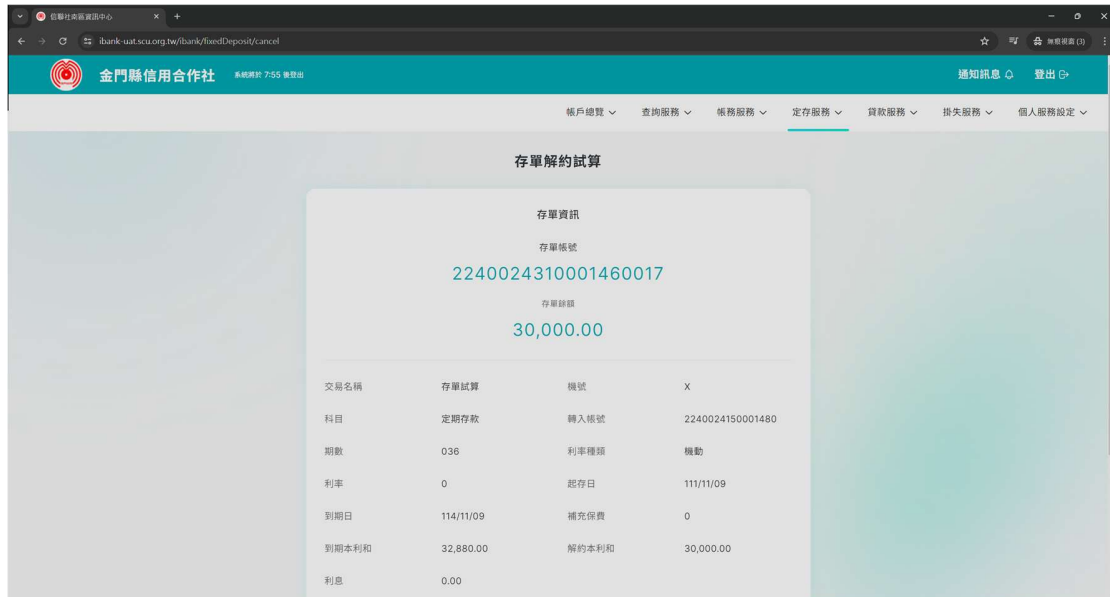 信聯社南區資訊中心
ibank-uat.scu.org.tw/ibank/fixedDeposit/cancel
無痕視窗 (3)
金門縣信用合作社 系統將於 7:55 後登出 通知訊息 登出
帳戶總覽 查詢服務 帳務服務 定存服務 貸款服務 掛失服務 個人服務設定
存單解約試算
存單資訊
存單帳號
2240024310001460017
存單餘額
30,000.00
交易名稱 存單試算 機號 X
科目 定期存款 轉入帳號 2240024150001480
期數 036 利率種類 機動
利率 0 起存日 111/11/09
到期日 114/11/09 補充保費 0
到期本利和 32,880.00 解約本利和 30,000.00
利息 0.00